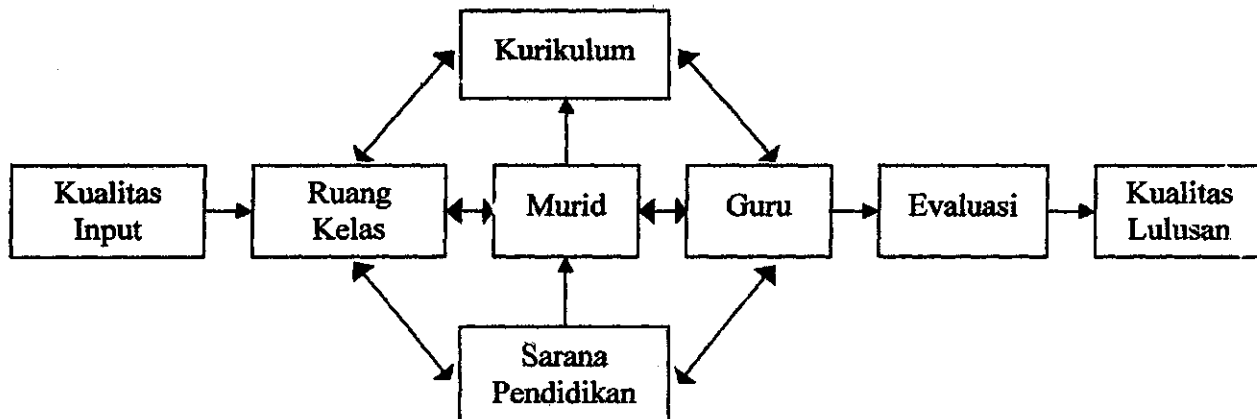 Kurikulum
Kualitas
Input
Ruang
Kelas
Murid
Guru
Evaluasi
Kualitas
Lulusan
Sarana
Pendidikan